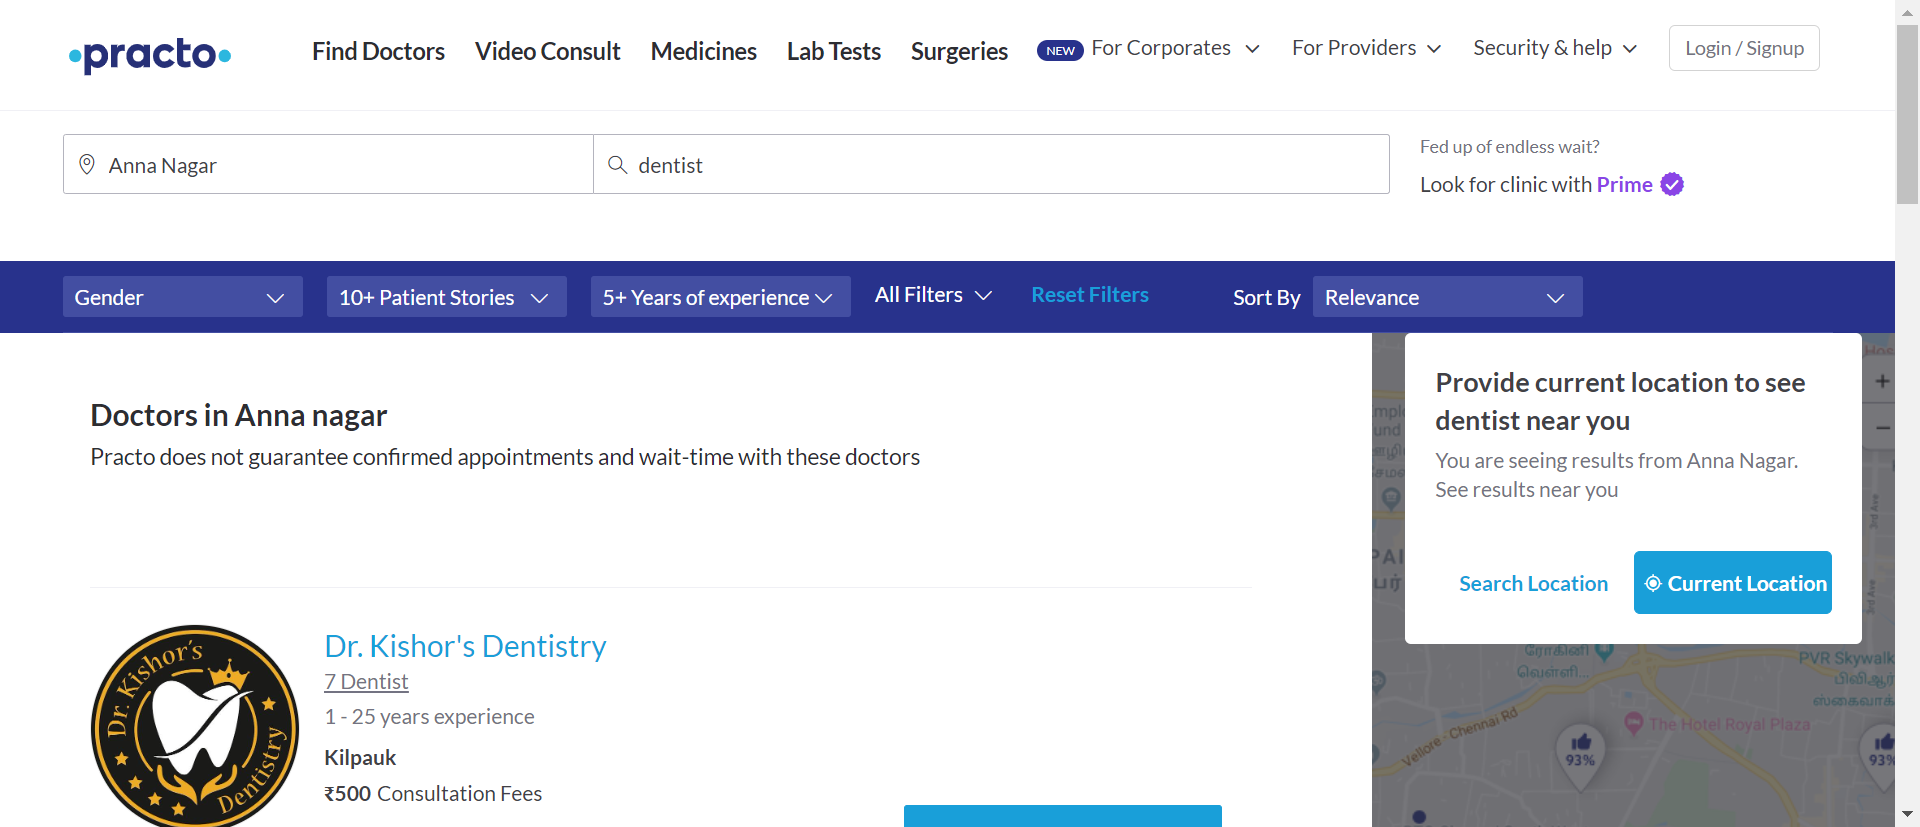 practo
Find Doctors
Video Consult
Medicines
Lab Tests
Surgeries
NEW
For Corporates
For Providers
Security & help
Login / Signup
Anna Nagar
dentist
Fed up of endless wait?
Look for clinic with Prime
Gender
10+ Patient Stories
5+ Years of experience
All Filters
Reset Filters
Sort By
Relevance
Doctors in Anna nagar
Practo does not guarantee confirmed appointments and wait-time with these doctors
Dr. Kishor's
Dentistry
Dr. Kishor's Dentistry
7 Dentist
1 - 25 years experience
Kilpauk
₹500 Consultation Fees
Provide current location to see
dentist near you
You are seeing results from Anna Nagar.
See results near you
Search Location
Current Location
3rd Ave
3rd Ave
ரோகினி
வெள்ளி...
PVR Skywalk
பிவிஆர்
ஸ்கைவாக்
Vellore - Chennai Rd
The Hotel Royal Plaza
93%
93%